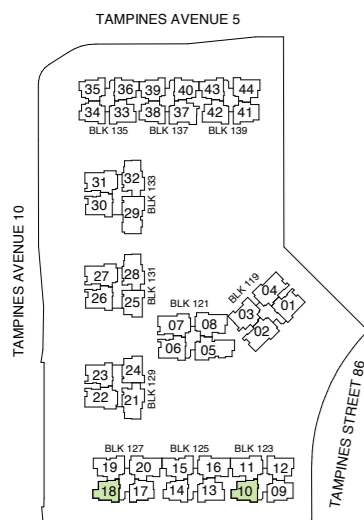 TAMPINES AVENUE 5
35 36 39 40 43 44
34 33 38 37 42 41
BLK 135 BLK 137 BLK 139
TAMPINES AVENUE 10
31 32
30 29
BLK 133
27 28
26 25
BLK 131
BLK 119
04
03 01
02
BLK 121
07 08
06 05
23 24
22 21
BLK 129
TAMPINES STREET 86
BLK 127 BLK 125 BLK 123
19 20 15 16 11 12
18 17 14 13 10 09